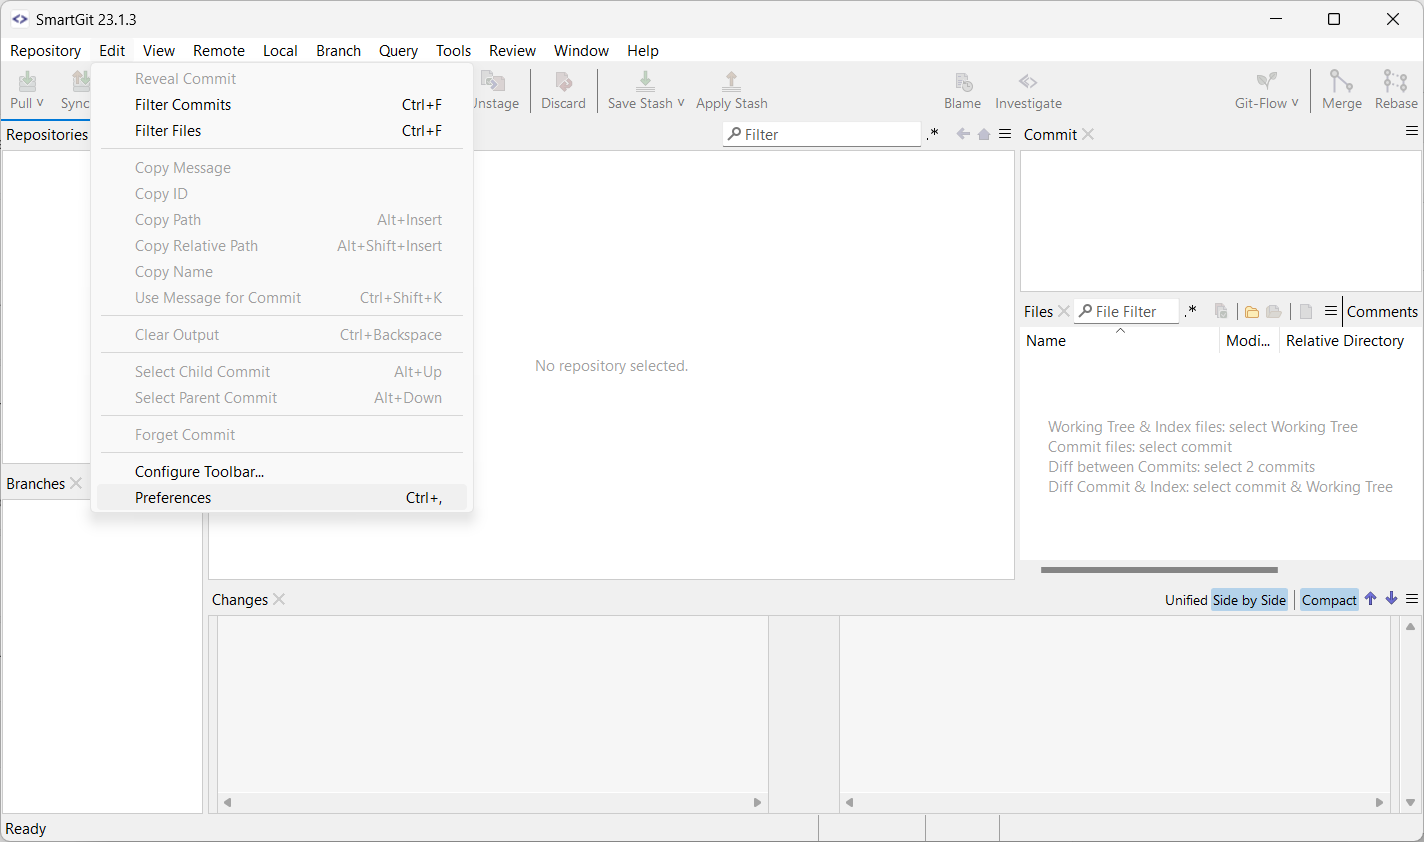 SmartGit 23.1.3
Repository Edit View Remote Local Branch Query Tools Review Window Help
Pull Sync Unstage Discard Save Stash Apply Stash Blame Investigate Git-Flow Merge Rebase
Repositories Filter .* Commit
Reveal Commit
Filter Commits Ctrl+F
Filter Files Ctrl+F
Copy Message
Copy ID
Copy Path Alt+Insert
Copy Relative Path Alt+Shift+Insert
Copy Name
Use Message for Commit Ctrl+Shift+K
Clear Output Ctrl+Backspace
Select Child Commit Alt+Up
Select Parent Commit Alt+Down
Forget Commit
Configure Toolbar...
Preferences Ctrl+,
No repository selected.
Files File Filter .* Comments
Name Modi... Relative Directory
Working Tree & Index files: select Working Tree
Commit files: select commit
Diff between Commits: select 2 commits
Diff Commit & Index: select commit & Working Tree
Branches
Changes Unified Side by Side Compact
Ready